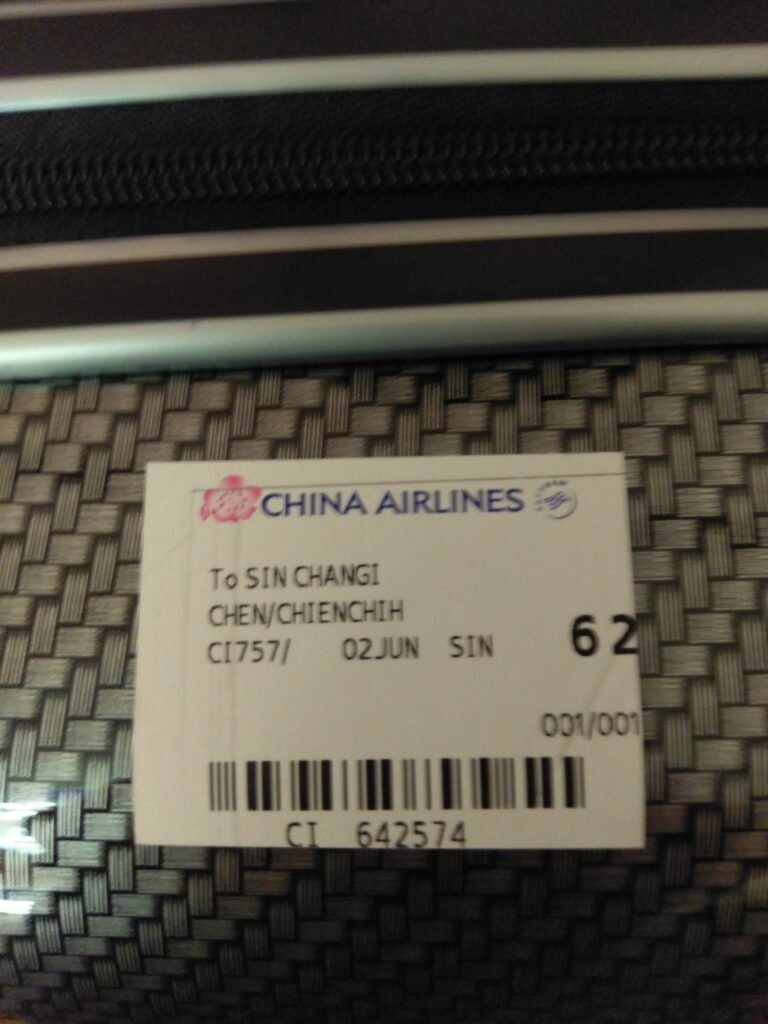 CHINA AIRLINES
To SIN CHANGI
CHEN/CHIENCHIH
CI757/ 02JUN SIN 62
001/001
CI 642574